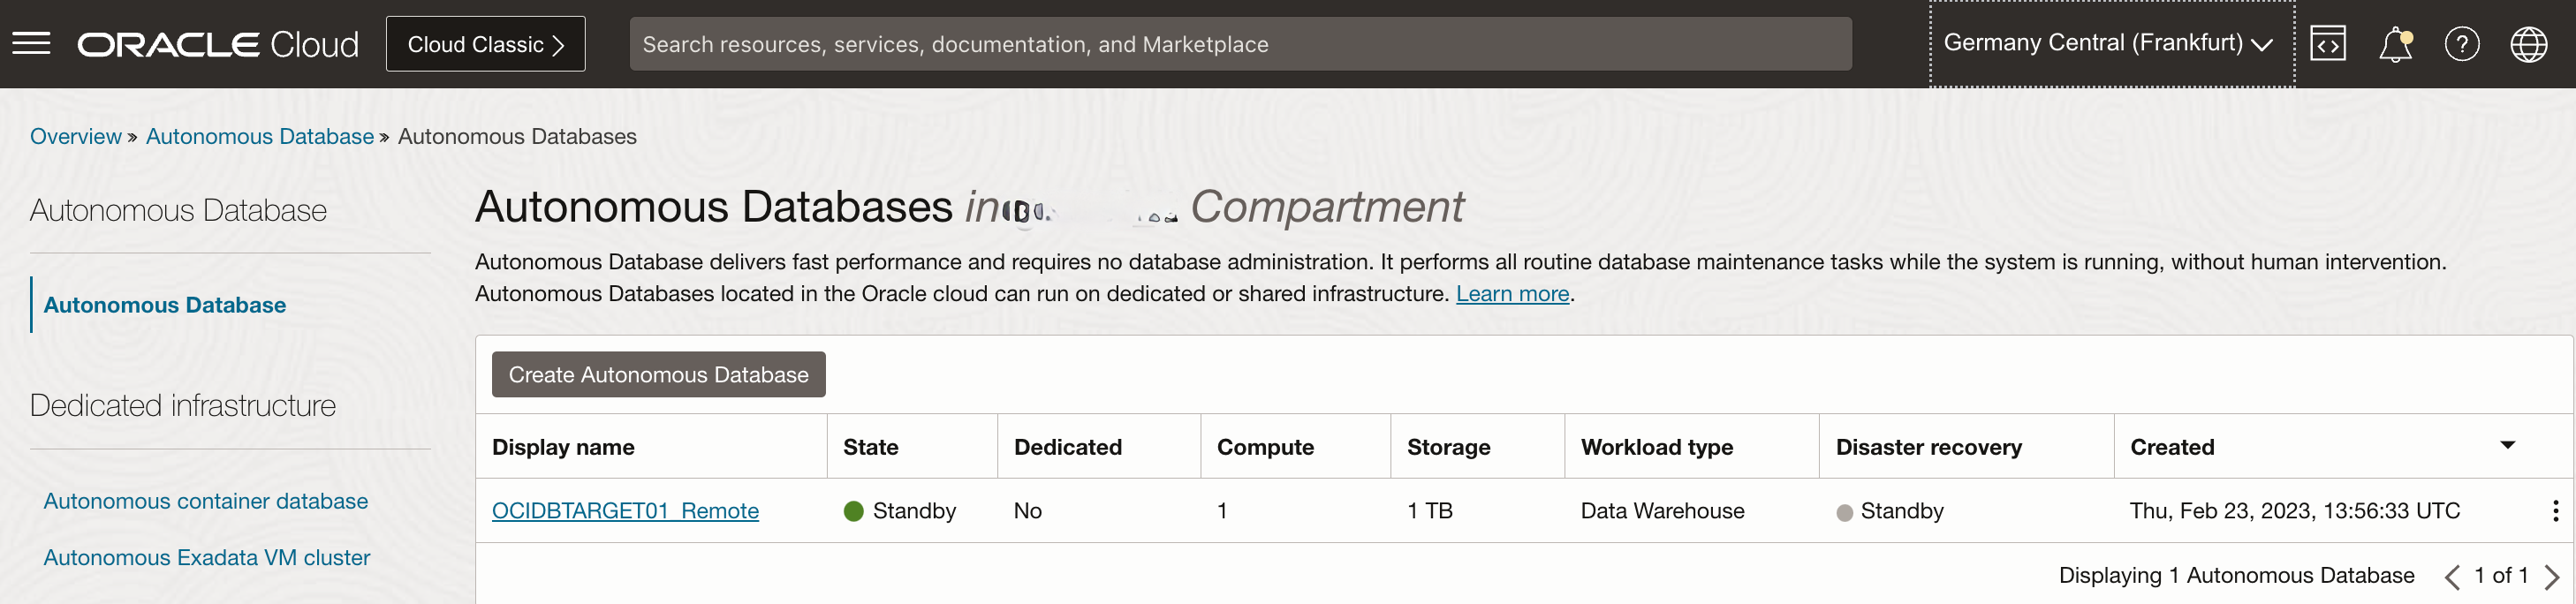 ORACLE Cloud
Cloud Classic
Search resources, services, documentation, and Marketplace
Germany Central (Frankfurt)
Overview » Autonomous Database » Autonomous Databases
Autonomous Database
Autonomous Database
Dedicated infrastructure
Autonomous container database
Autonomous Exadata VM cluster
Autonomous Databases in Compartment
Autonomous Database delivers fast performance and requires no database administration. It performs all routine database maintenance tasks while the system is running, without human intervention.
Autonomous Databases located in the Oracle cloud can run on dedicated or shared infrastructure. Learn more.
Create Autonomous Database
Display name State Dedicated Compute Storage Workload type Disaster recovery Created
OCIDBTARGET01_Remote Standby No 1 1 TB Data Warehouse Standby Thu, Feb 23, 2023, 13:56:33 UTC
Displaying 1 Autonomous Database < 1 of 1 >